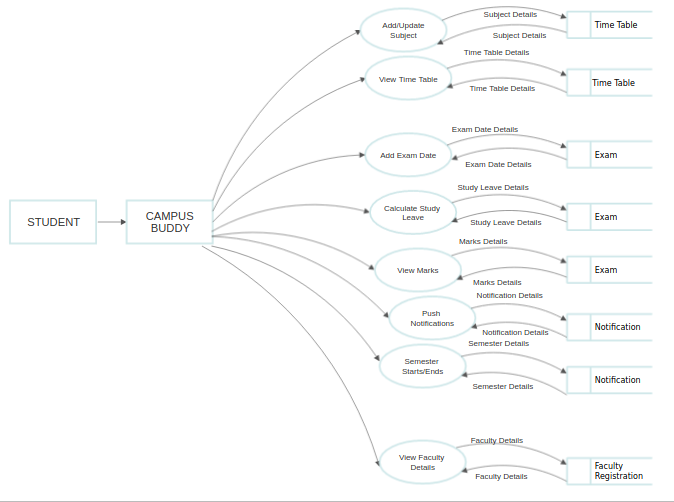 STUDENT
CAMPUS
BUDDY
Add/Update
Subject
Subject Details
Subject Details
Time Table
View Time Table
Time Table Details
Time Table Details
Time Table
Add Exam Date
Exam Date Details
Exam Date Details
Exam
Calculate Study
Leave
Study Leave Details
Study Leave Details
Exam
View Marks
Marks Details
Marks Details
Exam
Push
Notifications
Notification Details
Notification Details
Notification
Semester
Starts/Ends
Semester Details
Semester Details
Notification
View Faculty
Details
Faculty Details
Faculty Details
Faculty
Registration